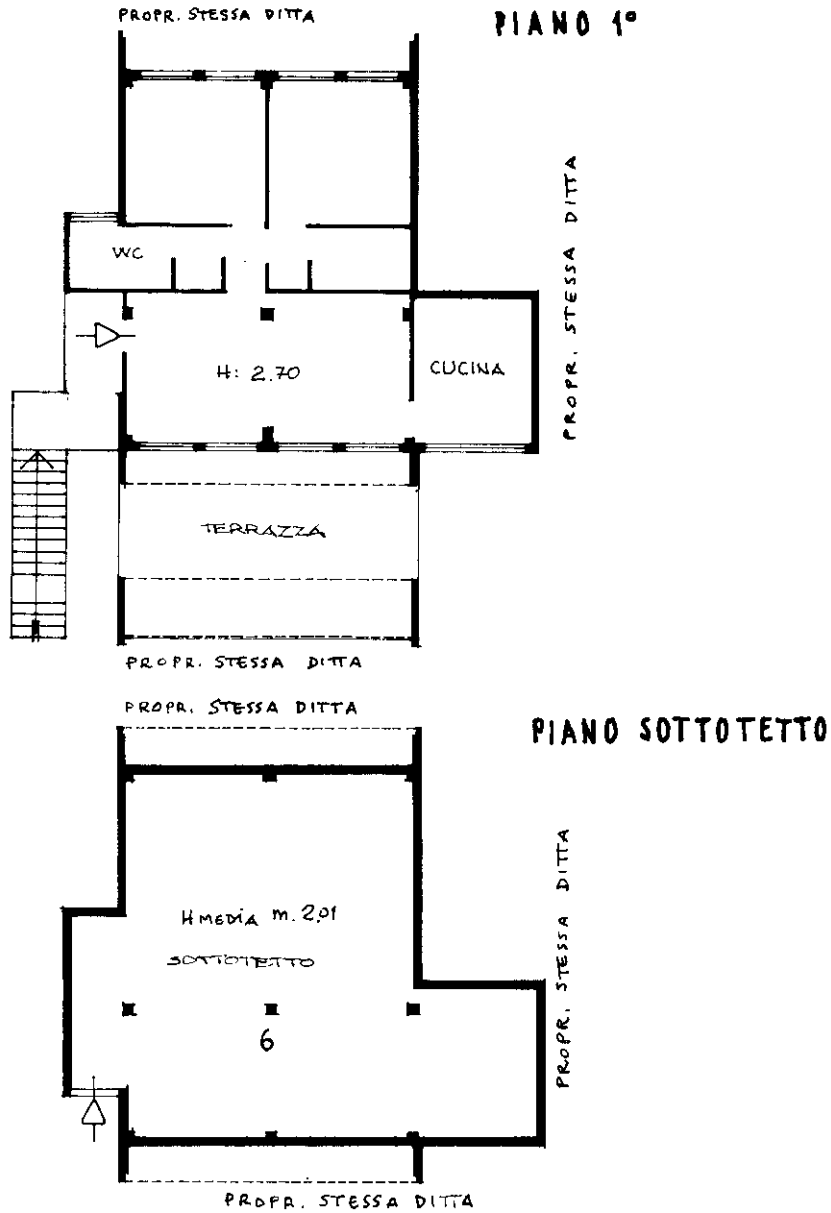 PROPR. STESSA DITTA
PIANO 1°
PROPR. STESSA DITTA
WC
H: 2.70
CUCINA
TERRAZZA
PROPR. STESSA DITTA
PROPR. STESSA DITTA
PIANO SOTTOTETTO
PROPR. STESSA DITTA
H MEDIA m. 2,01
SOTTOTETTO
6
PROPR. STESSA DITTA